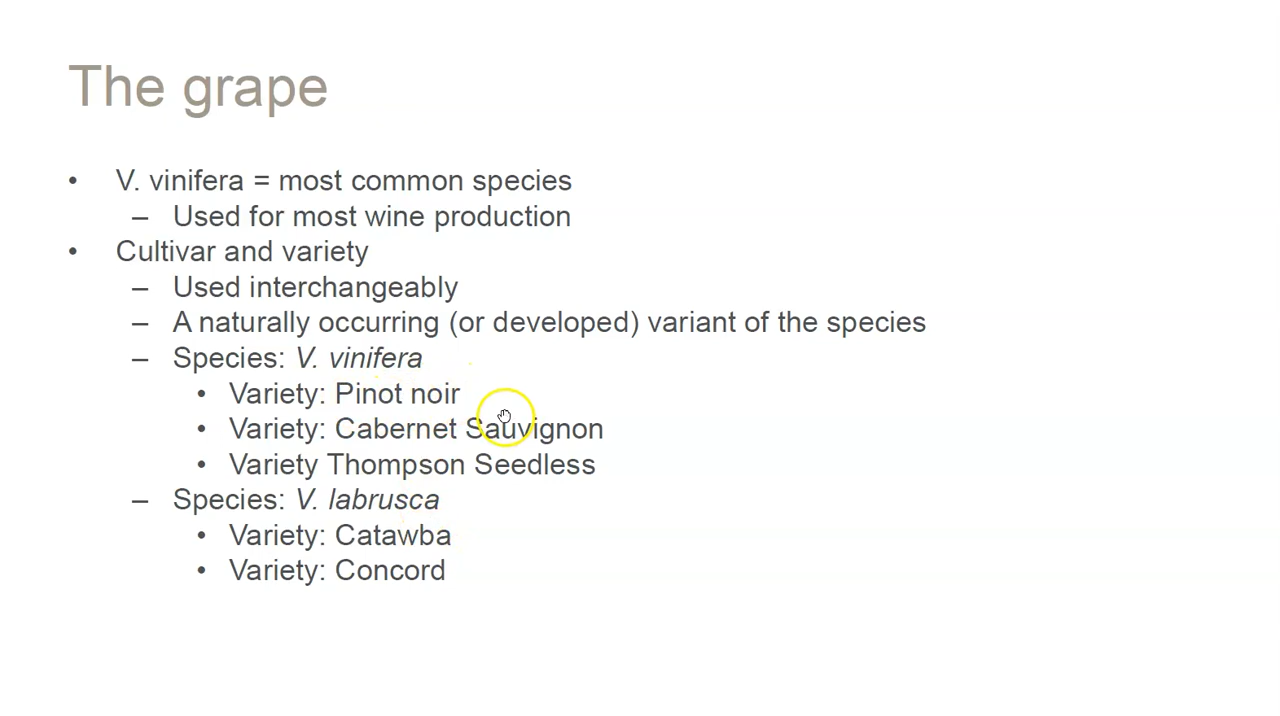 The grape
• V. vinifera = most common species
– Used for most wine production
• Cultivar and variety
– Used interchangeably
– A naturally occurring (or developed) variant of the species
– Species: V. vinifera
• Variety: Pinot noir
• Variety: Cabernet Sauvignon
• Variety Thompson Seedless
– Species: V. labrusca
• Variety: Catawba
• Variety: Concord